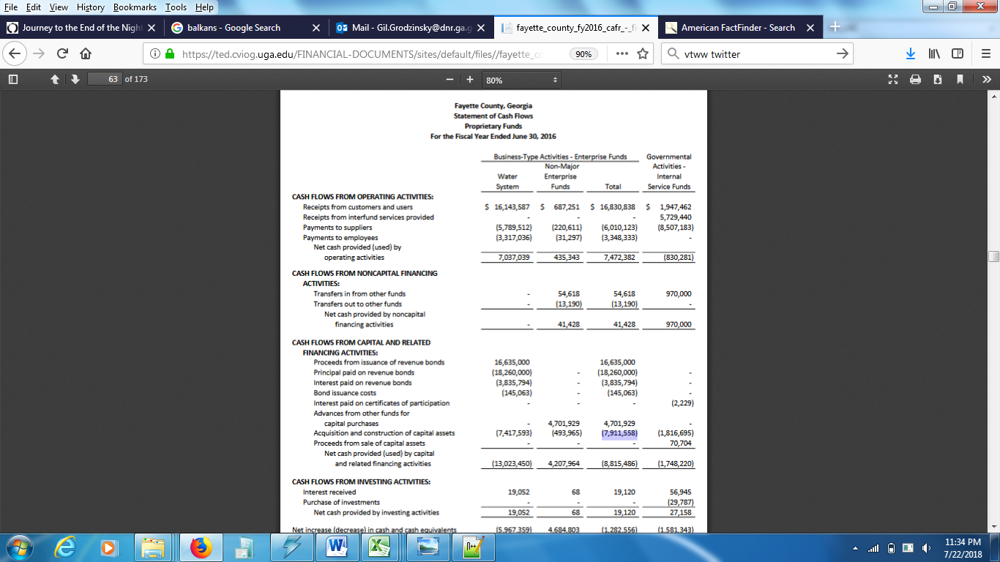 File Edit View History Bookmarks Tools Help
Journey to the End of the Night
balkans - Google Search
Mail - Gil.Grodzinsky@dnr.ga.g
fayette_county_fy2016_cafr_-_fi
American FactFinder - Search
https://ted.cviog.uga.edu/FINANCIAL-DOCUMENTS/sites/default/files//fayette_co 90% vtww twitter
63 of 173 80%
Fayette County, Georgia
Statement of Cash Flows
Proprietary Funds
For the Fiscal Year Ended June 30, 2016
Business-Type Activities - Enterprise Funds Governmental
Non-Major Activities -
Water Enterprise Internal
System Funds Total Service Funds
CASH FLOWS FROM OPERATING ACTIVITIES:
Receipts from customers and users $ 16,143,587 $ 687,251 $ 16,830,838 $ 1,947,462
Receipts from interfund services provided - - - 5,729,440
Payments to suppliers (5,789,512) (220,611) (6,010,123) (8,507,183)
Payments to employees (3,317,036) (31,297) (3,348,333) -
Net cash provided (used) by
operating activities 7,037,039 435,343 7,472,382 (830,281)
CASH FLOWS FROM NONCAPITAL FINANCING
ACTIVITIES:
Transfers in from other funds - 54,618 54,618 970,000
Transfers out to other funds - (13,190) (13,190) -
Net cash provided by noncapital
financing activities - 41,428 41,428 970,000
CASH FLOWS FROM CAPITAL AND RELATED
FINANCING ACTIVITIES:
Proceeds from issuance of revenue bonds 16,635,000 16,635,000
Principal paid on revenue bonds (18,260,000) - (18,260,000) -
Interest paid on revenue bonds (3,835,794) - (3,835,794) -
Bond issuance costs (145,063) - (145,063) -
Interest paid on certificates of participation - - - (2,229)
Advances from other funds for
capital purchases - 4,701,929 4,701,929 -
Acquisition and construction of capital assets (7,417,593) (493,965) (7,911,558) (1,816,695)
Proceeds from sale of capital assets - - - 70,704
Net cash provided (used) by capital
and related financing activities (13,023,450) 4,207,964 (8,815,486) (1,748,220)
CASH FLOWS FROM INVESTING ACTIVITIES:
Interest received 19,052 68 19,120 56,945
Purchase of investments - - - (29,787)
Net cash provided by investing activities 19,052 68 19,120 27,158
Net increase (decrease) in cash and cash equivalents (5,967,359) 4,684,803 (1,282,556) (1,581,343)
11:34 PM
7/22/2018